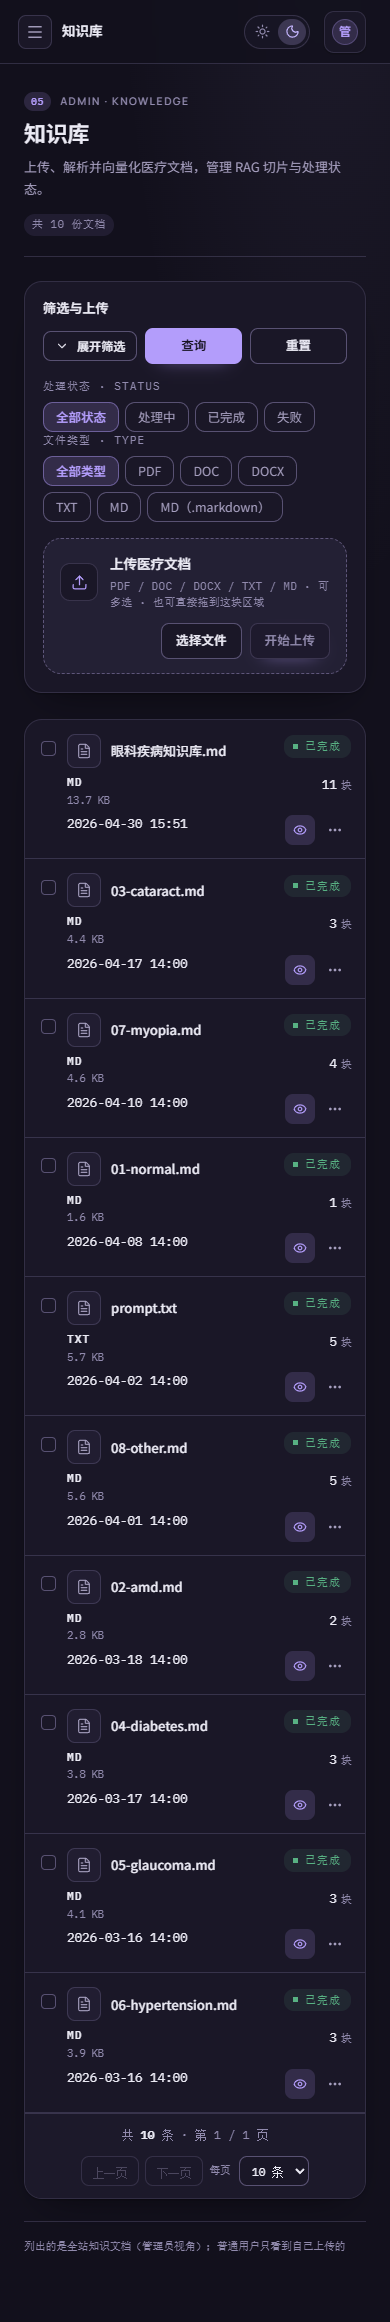 知识库
管
05 ADMIN · KNOWLEDGE
知识库
上传、解析并向量化医疗文档，管理 RAG 切片与处理状
态。
共 10 份文档
筛选与上传
展开筛选 查询 重置
处理状态 · STATUS
全部状态 处理中 已完成 失败
文件类型 · TYPE
全部类型 PDF DOC DOCX
TXT MD MD（.markdown）
上传医疗文档
PDF / DOC / DOCX / TXT / MD · 可
多选 · 也可直接拖到这块区域
选择文件 开始上传
眼科疾病知识库.md 已完成
MD 11 块
13.7 KB
2026-04-30 15:51
03-cataract.md 已完成
MD 3 块
4.4 KB
2026-04-17 14:00
07-myopia.md 已完成
MD 4 块
4.6 KB
2026-04-10 14:00
01-normal.md 已完成
MD 1 块
1.6 KB
2026-04-08 14:00
prompt.txt 已完成
TXT 5 块
5.7 KB
2026-04-02 14:00
08-other.md 已完成
MD 5 块
5.6 KB
2026-04-01 14:00
02-amd.md 已完成
MD 2 块
2.8 KB
2026-03-18 14:00
04-diabetes.md 已完成
MD 3 块
3.8 KB
2026-03-17 14:00
05-glaucoma.md 已完成
MD 3 块
4.1 KB
2026-03-16 14:00
06-hypertension.md 已完成
MD 3 块
3.9 KB
2026-03-16 14:00
共 10 条 · 第 1 / 1 页
上一页 下一页 每页 10 条
列出的是全站知识文档（管理员视角）；普通用户只看到自己上传的